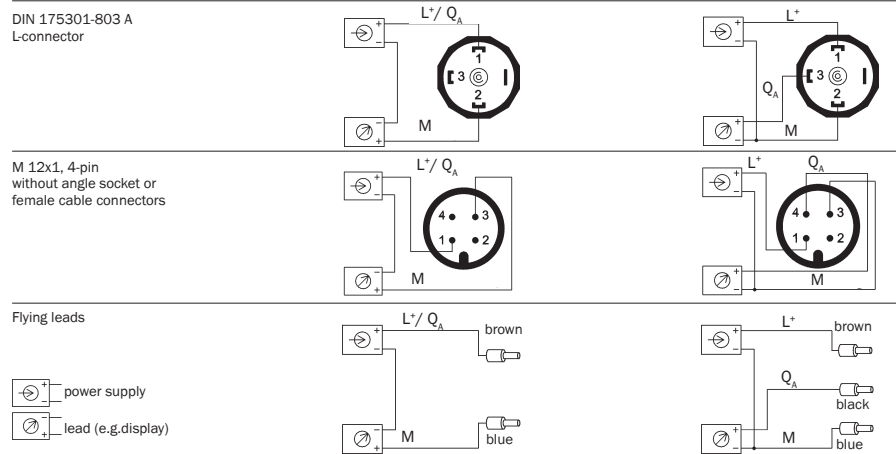 DIN 175301-803 A
L-connector
L+/ QA
+
−
1
3
2
−
+
M
L+
+
−
1
3
2
QA
+
−
M
M 12x1, 4-pin
without angle socket or
female cable connectors
L+/ QA
+
−
4 3
1 2
−
+
M
L+ QA
+
−
4 3
1 2
+
−
M
Flying leads
L+/ QA
brown
+
−
−
+
M
blue
L+
brown
+
−
QA
black
+
−
M
blue
+
−
power supply
−
+
lead (e.g.display)